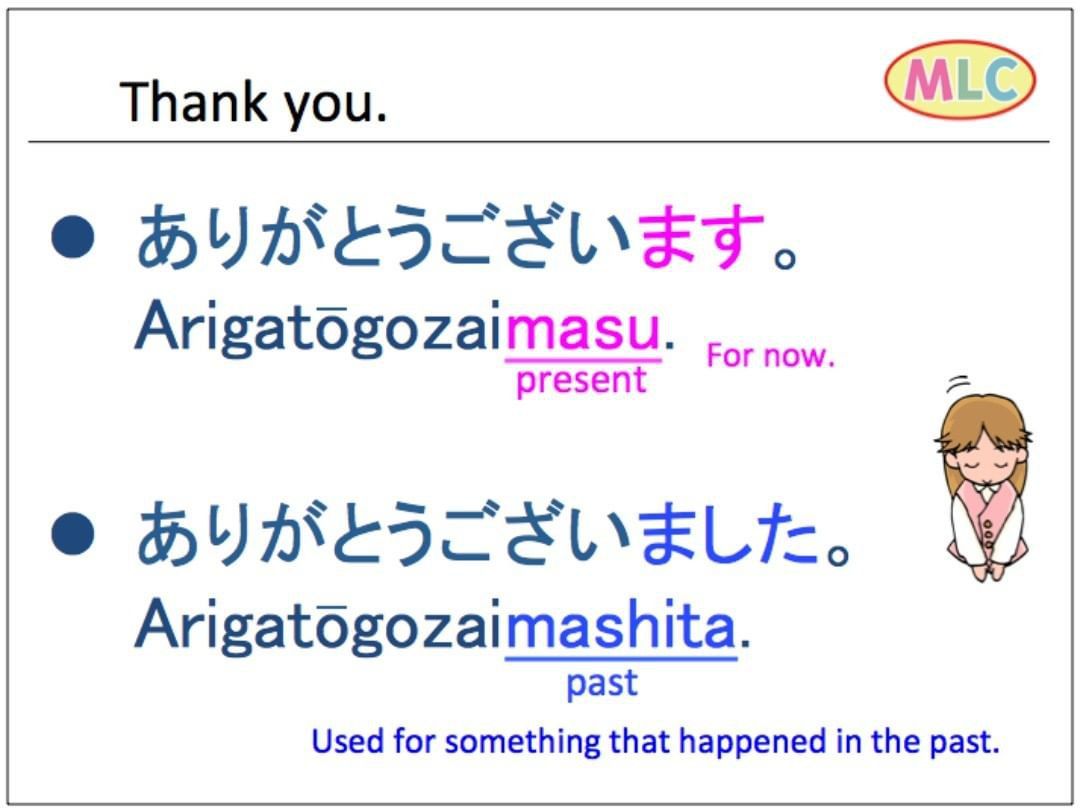 Thank you.
MLC
● ありがとうございます。
Arigatōgozaimasu.
For now.
present
● ありがとうございました。
Arigatōgozaimashita.
past
Used for something that happened in the past.